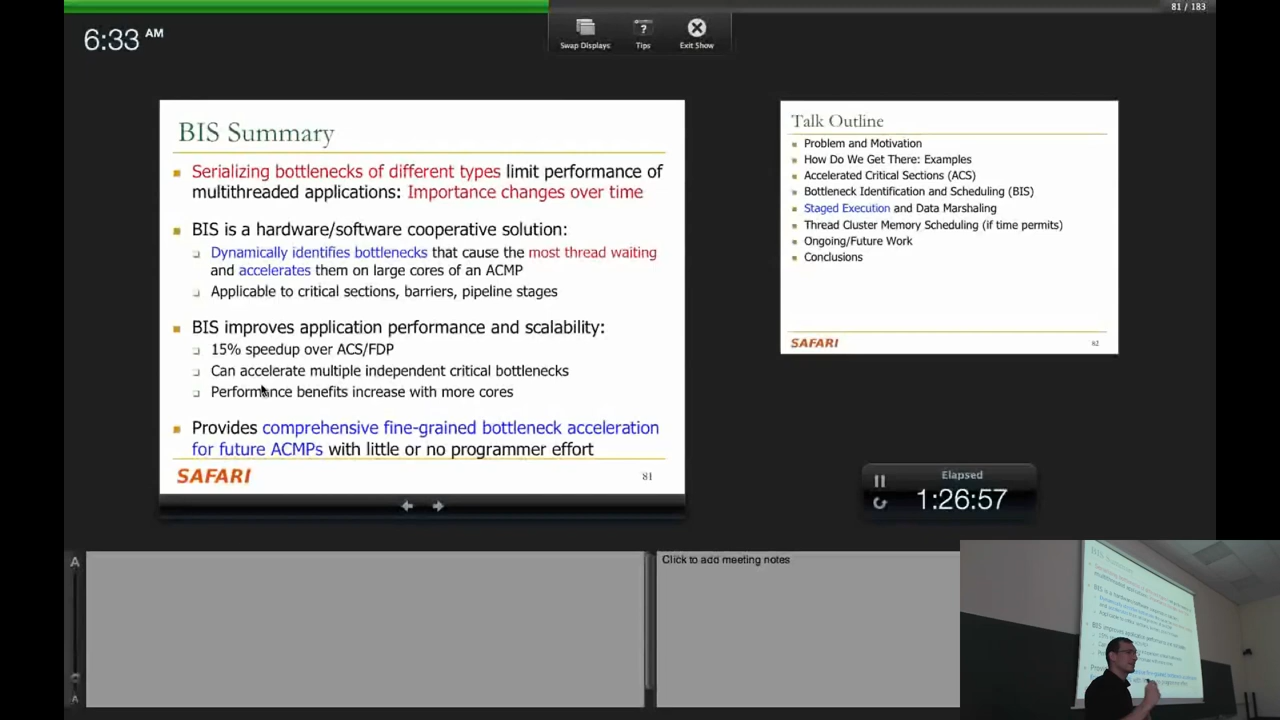 81 / 183
6:33 AM
Swap Displays
Tips
Exit Show
BIS Summary
Serializing bottlenecks of different types limit performance of
multithreaded applications: Importance changes over time
BIS is a hardware/software cooperative solution:
Dynamically identifies bottlenecks that cause the most thread waiting
and accelerates them on large cores of an ACMP
Applicable to critical sections, barriers, pipeline stages
BIS improves application performance and scalability:
15% speedup over ACS/FDP
Can accelerate multiple independent critical bottlenecks
Performance benefits increase with more cores
Provides comprehensive fine-grained bottleneck acceleration
for future ACMPs with little or no programmer effort
SAFARI
81
Talk Outline
Problem and Motivation
How Do We Get There: Examples
Accelerated Critical Sections (ACS)
Bottleneck Identification and Scheduling (BIS)
Staged Execution and Data Marshaling
Thread Cluster Memory Scheduling (if time permits)
Ongoing/Future Work
Conclusions
SAFARI
82
Elapsed
1:26:57
A
A
Click to add meeting notes
BIS Summary